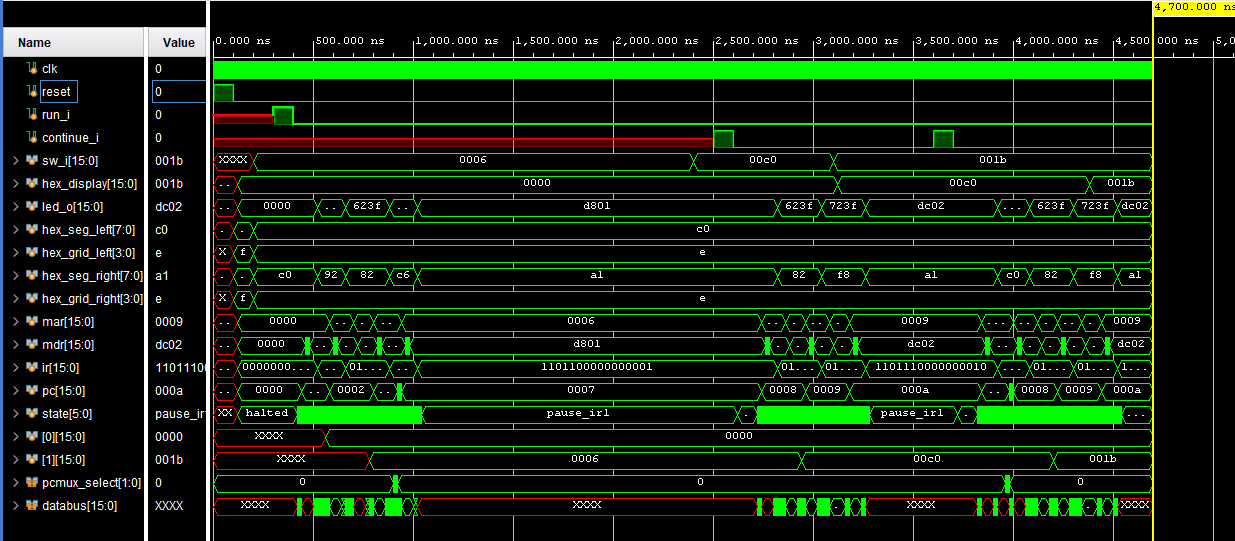 4,700.000 ns
Name Value 0.000 ns 500.000 ns 1,000.000 ns 1,500.000 ns 2,000.000 ns 2,500.000 ns 3,000.000 ns 3,500.000 ns 4,000.000 ns 4,500 000 ns 5,0
clk 0
reset 0
run_i 0
continue_i 0
sw_i[15:0] 001b XXXX 0006 00c0 001b
hex_display[15:0] 001b .. 0000 00c0 001b
led_o[15:0] dc02 .. 0000 .. 623f .. d801 623f 723f dc02 ... 623f 723f dc02
hex_seg_left[7:0] c0 . . c0
hex_grid_left[3:0] e X f e
hex_seg_right[7:0] a1 . . c0 92 82 c6 a1 82 f8 a1 c0 82 f8 a1
hex_grid_right[3:0] e X f e
mar[15:0] 0009 .. 0000 .. . .. . 0006 .. . . .. 0009 ... . .. . .. 0009
mdr[15:0] dc02 .. 0000 .. . . d801 .. . . dc02 .. . .. . dc02
ir[15:0] 11011100 .. 0000000... .. 01... .. 1101100000000001 01... 01... 1101110000000010 ... 01... 01... 1...
pc[15:0] 000a .. 0000 .. 0002 .. 0007 0008 0009 000a .. 0008 0009 000a
state[5:0] pause_ir XX halted pause_ir1 . pause_ir1 . ...
[0][15:0] 0000 XXXX 0000
[1][15:0] 001b XXXX 0006 00c0 001b
pcmux_select[1:0] 0 0 0 0
databus[15:0] XXXX XXXX XXXX XXXX XXXX